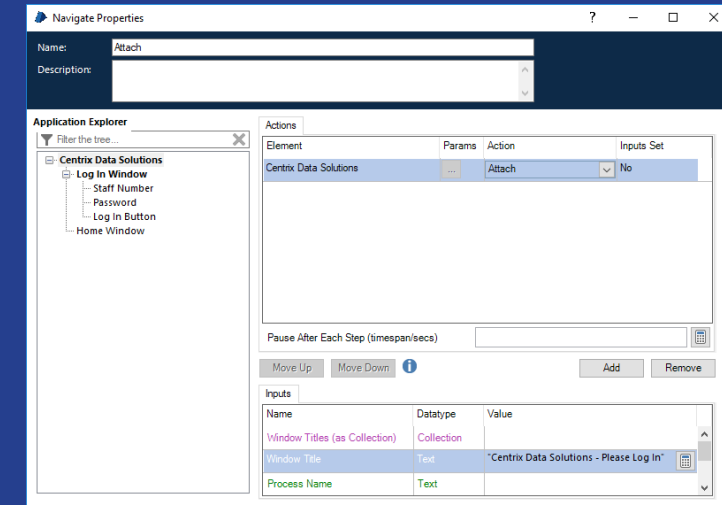 Navigate Properties
Name: Attach
Description:
Application Explorer
Filter the tree...
Centrix Data Solutions
Log In Window
Staff Number
Password
Log In Button
Home Window
Actions
Element Params Action Inputs Set
Centrix Data Solutions ... Attach No
Pause After Each Step (timespan/secs)
Move Up Move Down i Add Remove
Inputs
Name Datatype Value
Window Titles (as Collection) Collection
Window Title Text "Centrix Data Solutions - Please Log In"
Process Name Text